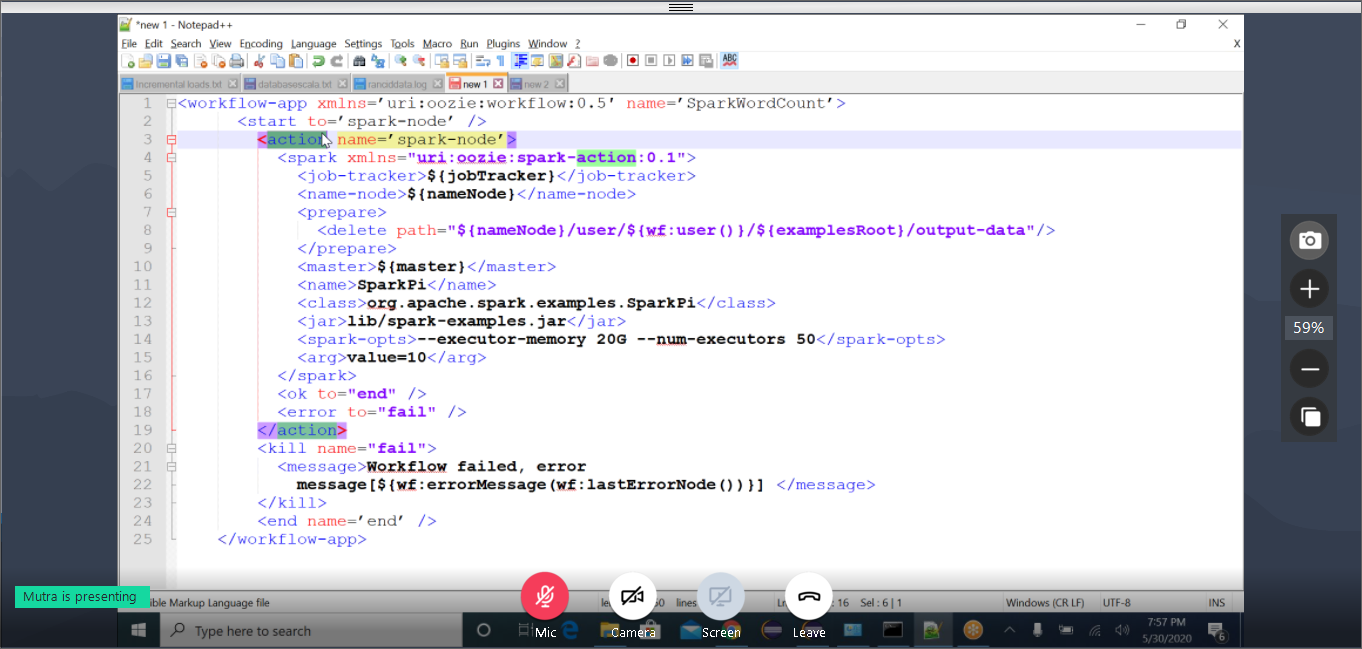 *new 1 - Notepad++
File Edit Search View Encoding Language Settings Tools Macro Run Plugins Window ? X
Incremental loads.txt databasescala.txt ranciddata.log new 1 new 2
1 <workflow-app xmlns='uri:oozie:workflow:0.5' name='SparkWordCount'>
2 <start to='spark-node' />
3 <action name='spark-node'>
4 <spark xmlns="uri:oozie:spark-action:0.1">
5 <job-tracker>${jobTracker}</job-tracker>
6 <name-node>${nameNode}</name-node>
7 <prepare>
8 <delete path="${nameNode}/user/${wf:user()}/${examplesRoot}/output-data"/>
9 </prepare>
10 <master>${master}</master>
11 <name>SparkPi</name>
12 <class>org.apache.spark.examples.SparkPi</class>
13 <jar>lib/spark-examples.jar</jar>
14 <spark-opts>--executor-memory 20G --num-executors 50</spark-opts>
15 <arg>value=10</arg>
16 </spark>
17 <ok to="end" />
18 <error to="fail" />
19 </action>
20 <kill name="fail">
21 <message>Workflow failed, error
22 message[${wf:errorMessage(wf:lastErrorNode())}] </message>
23 </kill>
24 <end name='end' />
25 </workflow-app>
59%
Mutra is presenting
Markup Language file lines 16 Sel : 6 | 1 Windows (CR LF) UTF-8 INS
Type here to search
Mic Camera Screen Leave
7:57 PM
5/30/2020
6